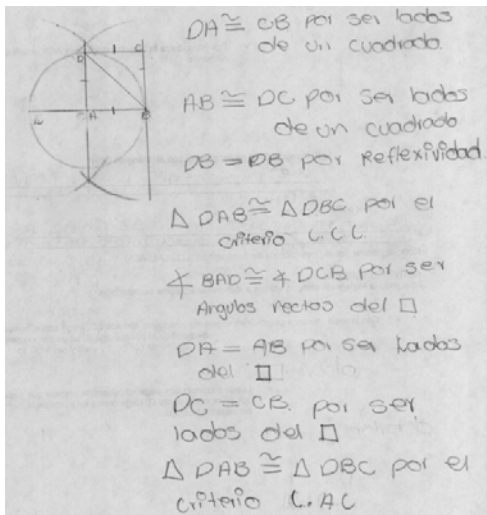 DA ≅ CB por ser lados
de un cuadrado.
AB ≅ DC por ser lados
de un cuadrado
DB = DB por Reflexividad
△ DAB ≅ △ DBC por el
criterio L.L.L.
∡ BAD ≅ ∡ DCB por ser
Angulos rectos del □
DA = AB por ser lados
del □
DC = CB. por ser
lados del □
△ DAB ≅ △ DBC por el
criterio L.A.L
D
C
A
B